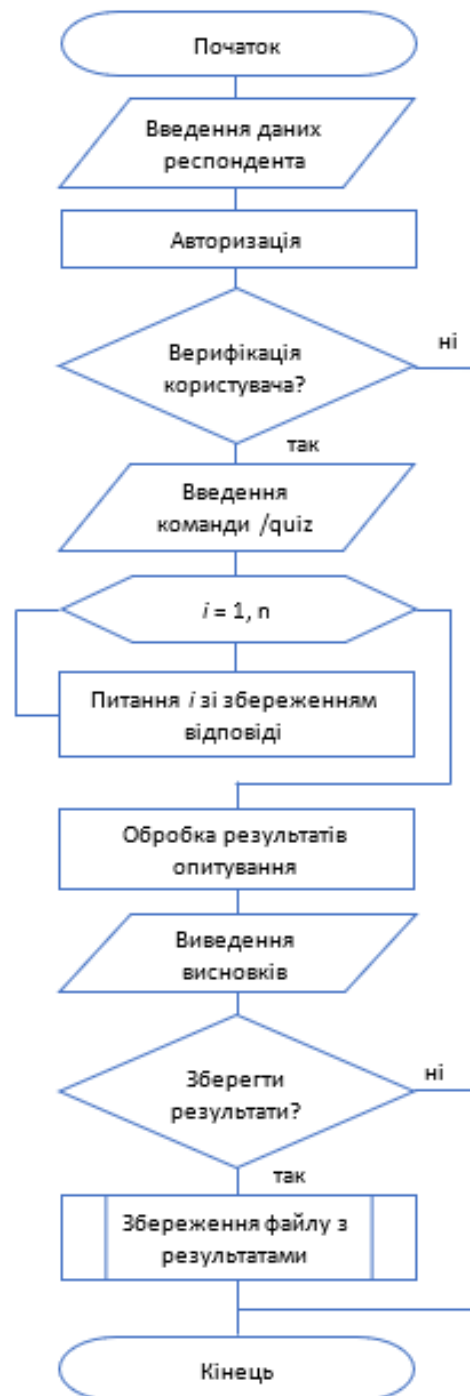 Початок
Введення даних
респондента
Авторизація
Верифікація
користувача?
ні
так
Введення
команди /quiz
i = 1, n
Питання i зі збереженням
відповіді
Обробка результатів
опитування
Виведення
висновків
Зберегти
результати?
ні
так
Збереження файлу з
результатами
Кінець